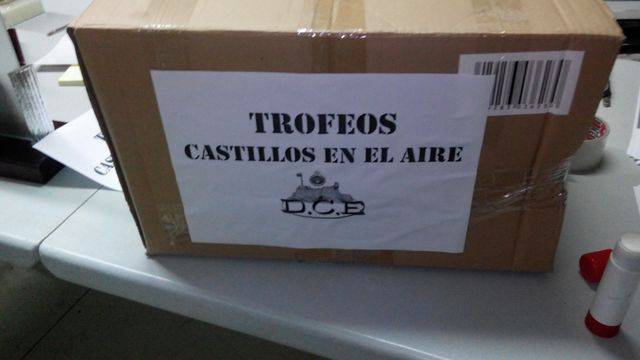 TROFEOS
CASTILLOS EN EL AIRE
D.C.E